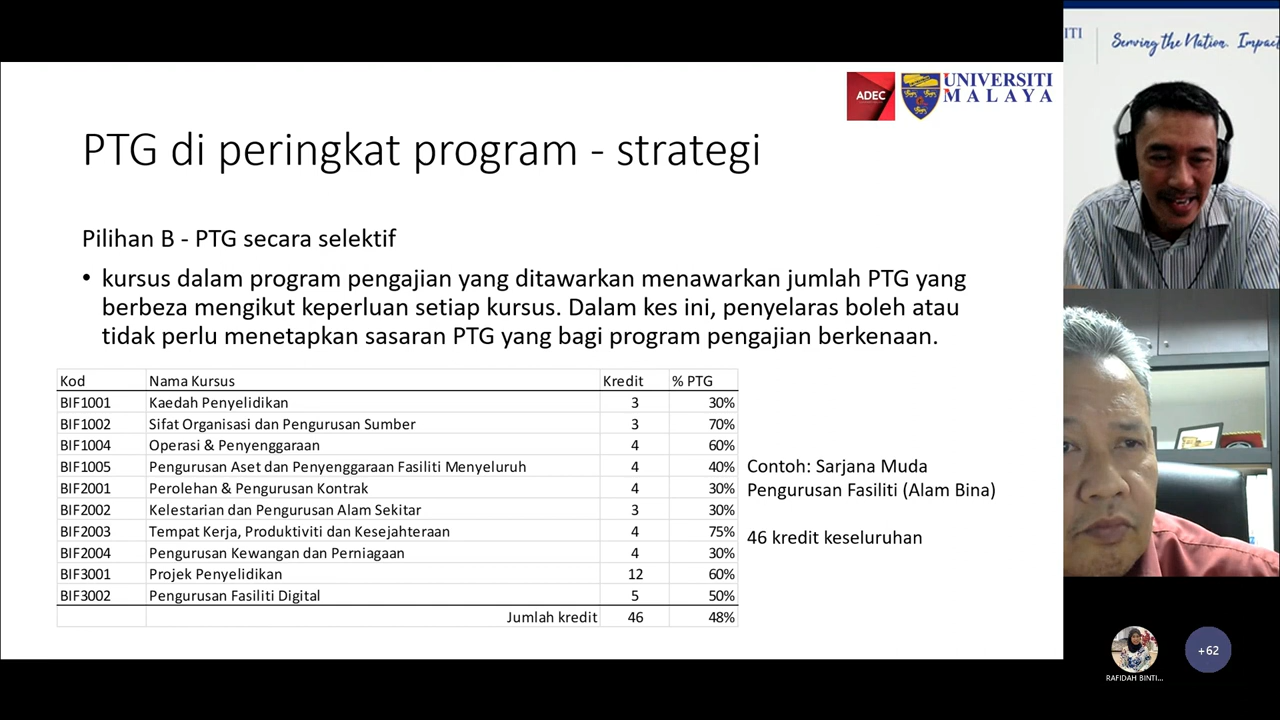 ADEC
UNIVERSITI
MALAYA
PTG di peringkat program - strategi
Pilihan B - PTG secara selektif
• kursus dalam program pengajian yang ditawarkan menawarkan jumlah PTG yang
berbeza mengikut keperluan setiap kursus. Dalam kes ini, penyelaras boleh atau
tidak perlu menetapkan sasaran PTG yang bagi program pengajian berkenaan.
Kod Nama Kursus Kredit % PTG
BIF1001 Kaedah Penyelidikan 3 30%
BIF1002 Sifat Organisasi dan Pengurusan Sumber 3 70%
BIF1004 Operasi & Penyenggaraan 4 60%
BIF1005 Pengurusan Aset dan Penyenggaraan Fasiliti Menyeluruh 4 40%
BIF2001 Perolehan & Pengurusan Kontrak 4 30%
BIF2002 Kelestarian dan Pengurusan Alam Sekitar 3 30%
BIF2003 Tempat Kerja, Produktiviti dan Kesejahteraan 4 75%
BIF2004 Pengurusan Kewangan dan Perniagaan 4 30%
BIF3001 Projek Penyelidikan 12 60%
BIF3002 Pengurusan Fasiliti Digital 5 50%
Jumlah kredit 46 48%
Contoh: Sarjana Muda
Pengurusan Fasiliti (Alam Bina)
46 kredit keseluruhan
ITI
Serving the Nation. Impact
RAFIDAH BINTI...
+62